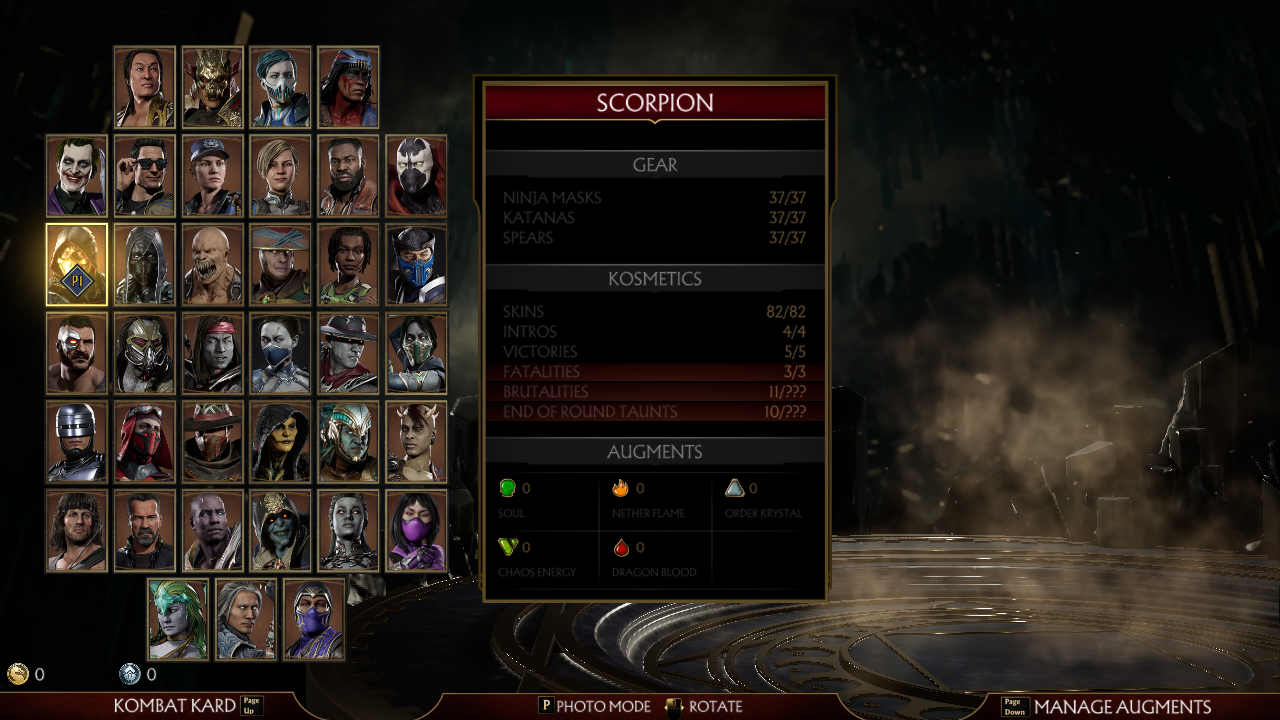 SCORPION
GEAR
NINJA MASKS 37/37
KATANAS 37/37
SPEARS 37/37
KOSMETICS
SKINS 82/82
INTROS 4/4
VICTORIES 5/5
FATALITIES 3/3
BRUTALITIES 11/???
END OF ROUND TAUNTS 10/???
AUGMENTS
0 0 0
SOUL NETHER FLAME ORDER KRYSTAL
0 0
CHAOS ENERGY DRAGON BLOOD
P1
0 0
KOMBAT KARD Page Up P PHOTO MODE ROTATE Page Down MANAGE AUGMENTS